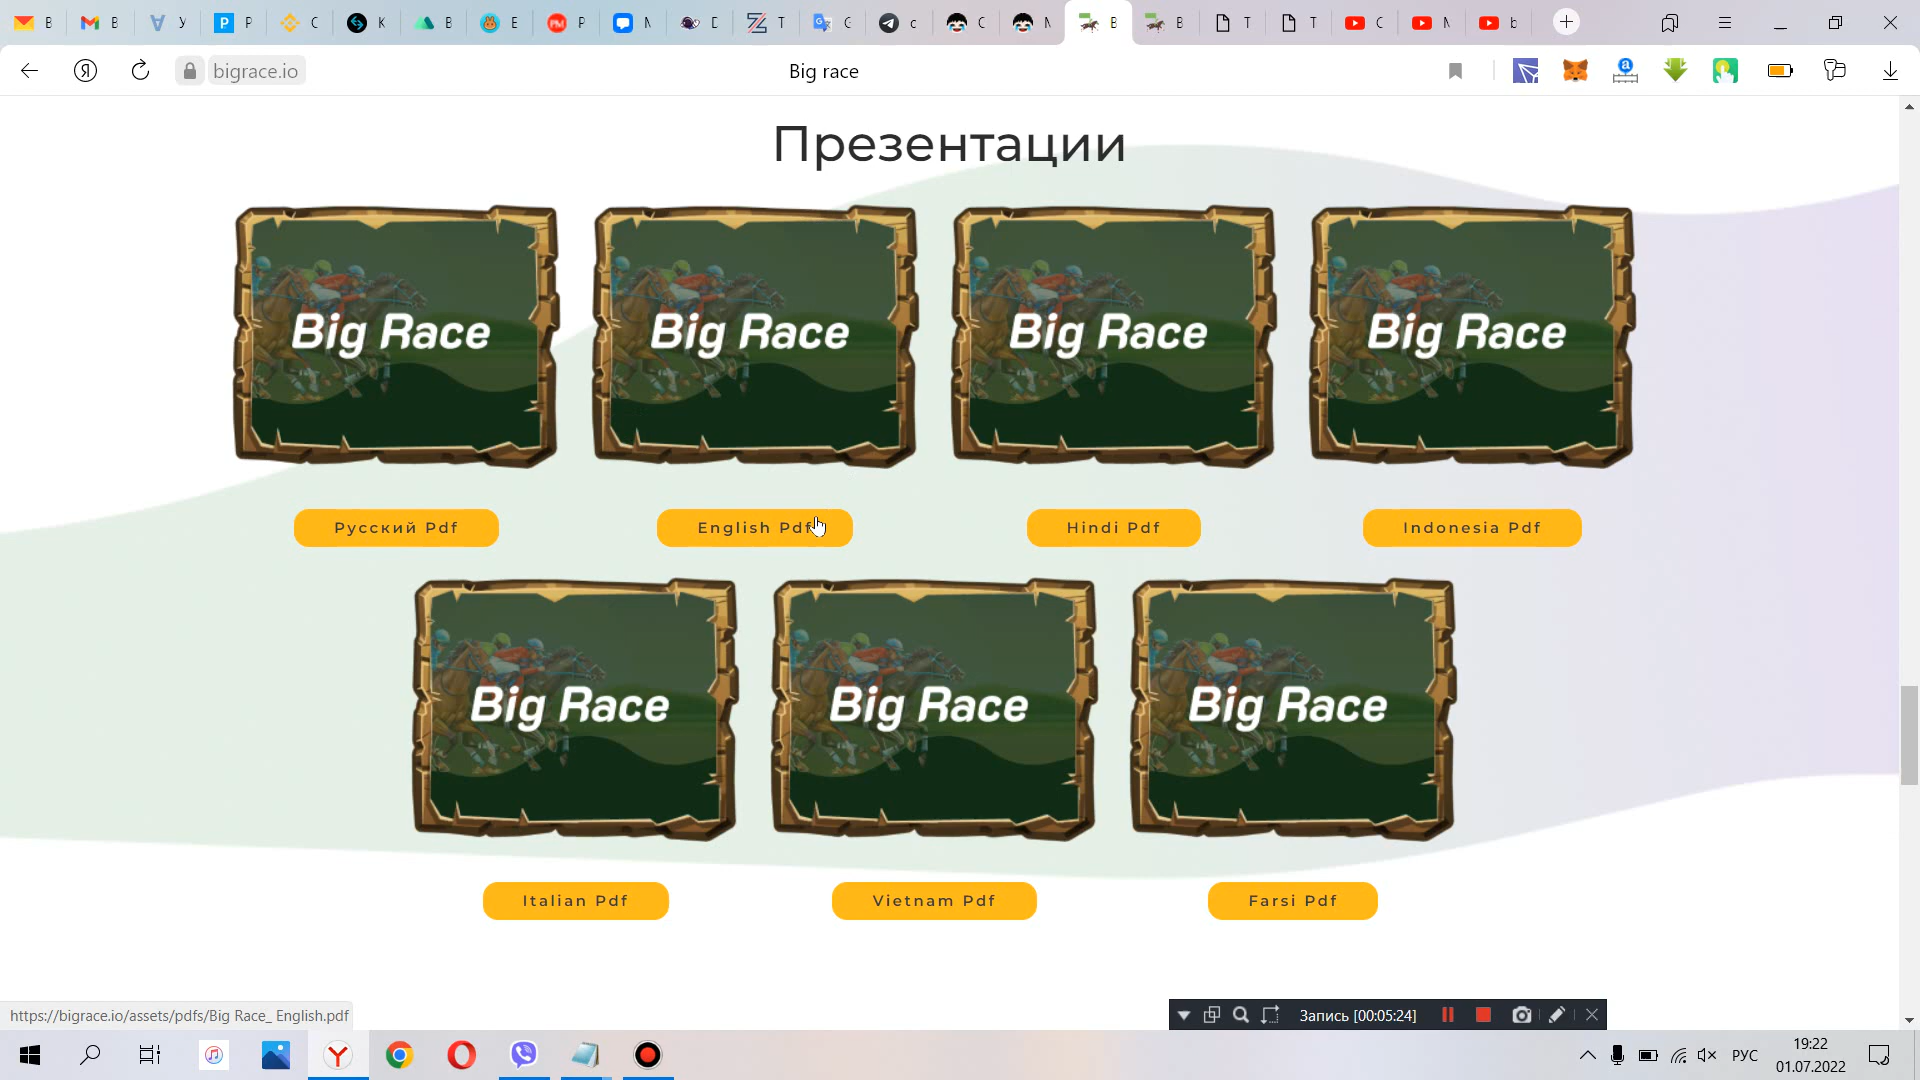 B B У P C K B E P N D T G c C N B B T T C N b
bigrace.io
Big race
Презентации
Big Race Big Race Big Race Big Race
Русский Pdf English Pdf Hindi Pdf Indonesia Pdf
Big Race Big Race Big Race
Italian Pdf Vietnam Pdf Farsi Pdf
https://bigrace.io/assets/pdfs/Big Race_ English.pdf
Запись [00:05:24]
РУС
19:22
01.07.2022